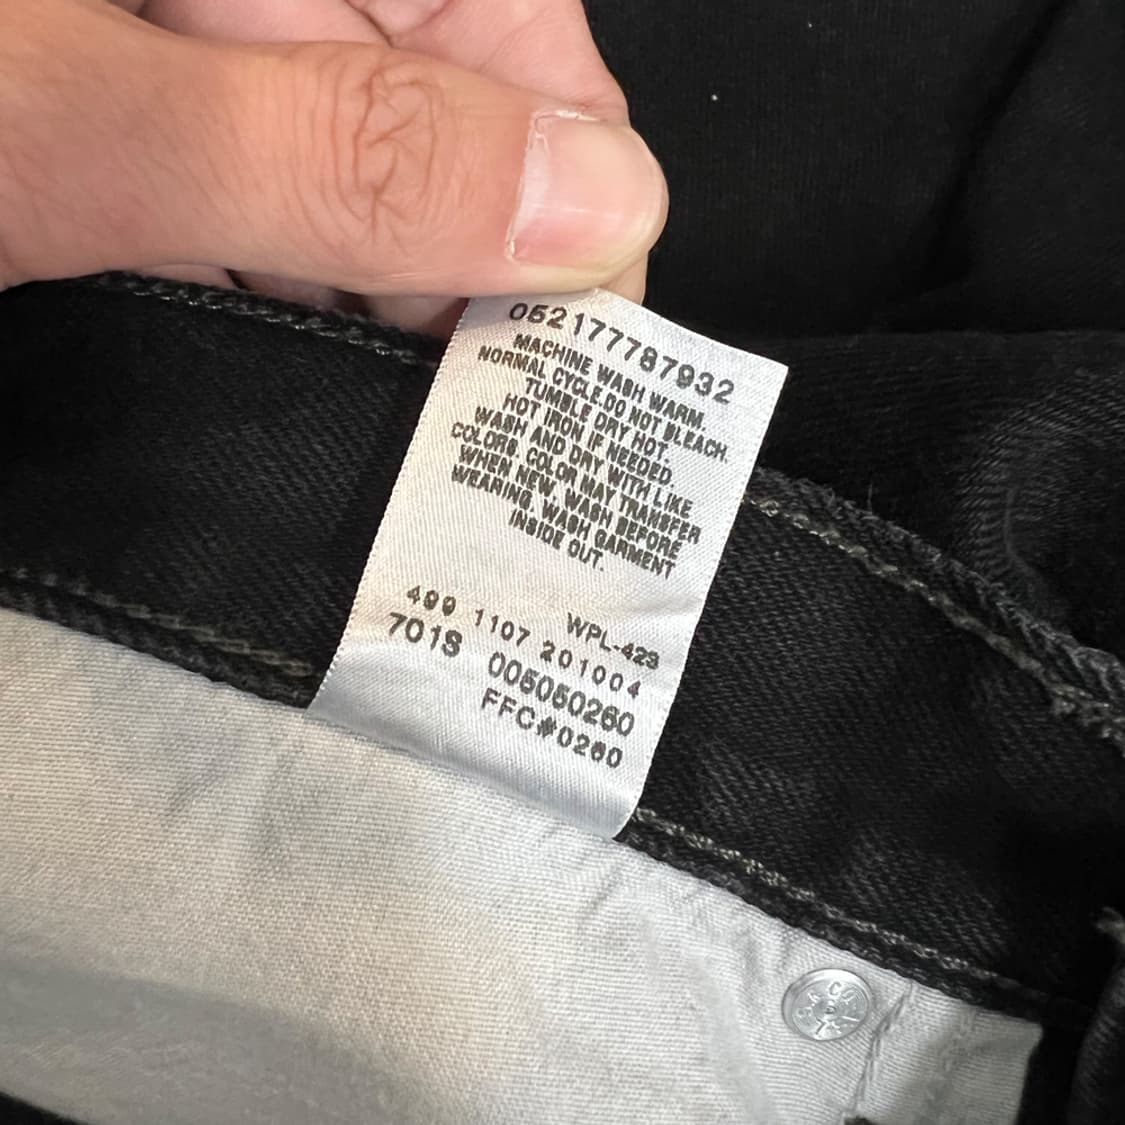 052177787932
MACHINE WASH WARM.
NORMAL CYCLE.DO NOT BLEACH.
TUMBLE DRY HOT.
HOT IRON IF NEEDED.
WASH AND DRY WITH LIKE
COLORS. COLOR MAY TRANSFER
WHEN NEW. WASH BEFORE
WEARING. WASH GARMENT
INSIDE OUT.
WPL-423
499 1107 201004
701S 005050260
FFC#0260